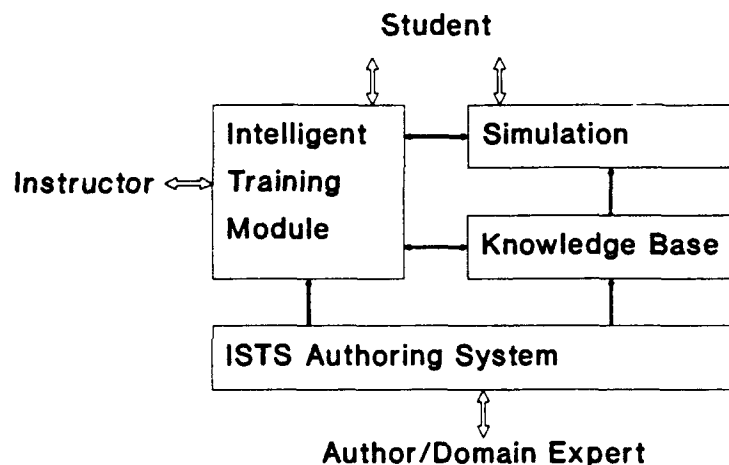 Student
Intelligent
Training
Module
Simulation
Instructor
Knowledge Base
ISTS Authoring System
Author/Domain Expert